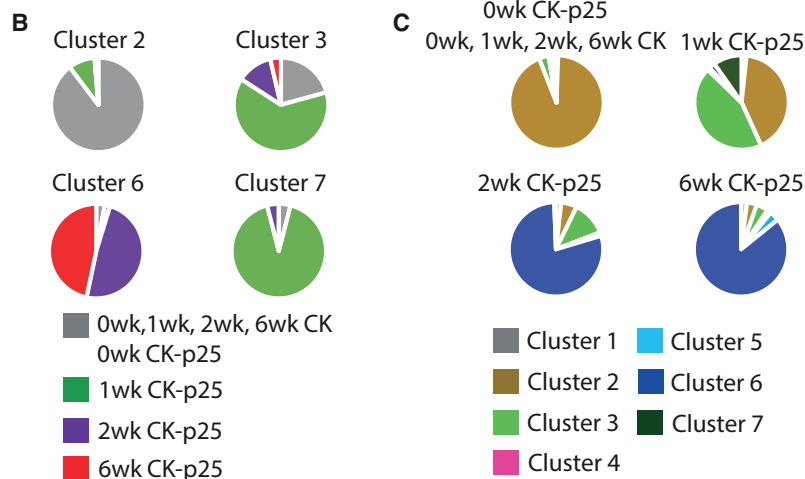 B
Cluster 2
Cluster 3
Cluster 6
Cluster 7
0wk,1wk, 2wk, 6wk CK
0wk CK-p25
1wk CK-p25
2wk CK-p25
6wk CK-p25
C
0wk CK-p25
0wk, 1wk, 2wk, 6wk CK
1wk CK-p25
2wk CK-p25
6wk CK-p25
Cluster 1
Cluster 2
Cluster 3
Cluster 4
Cluster 5
Cluster 6
Cluster 7